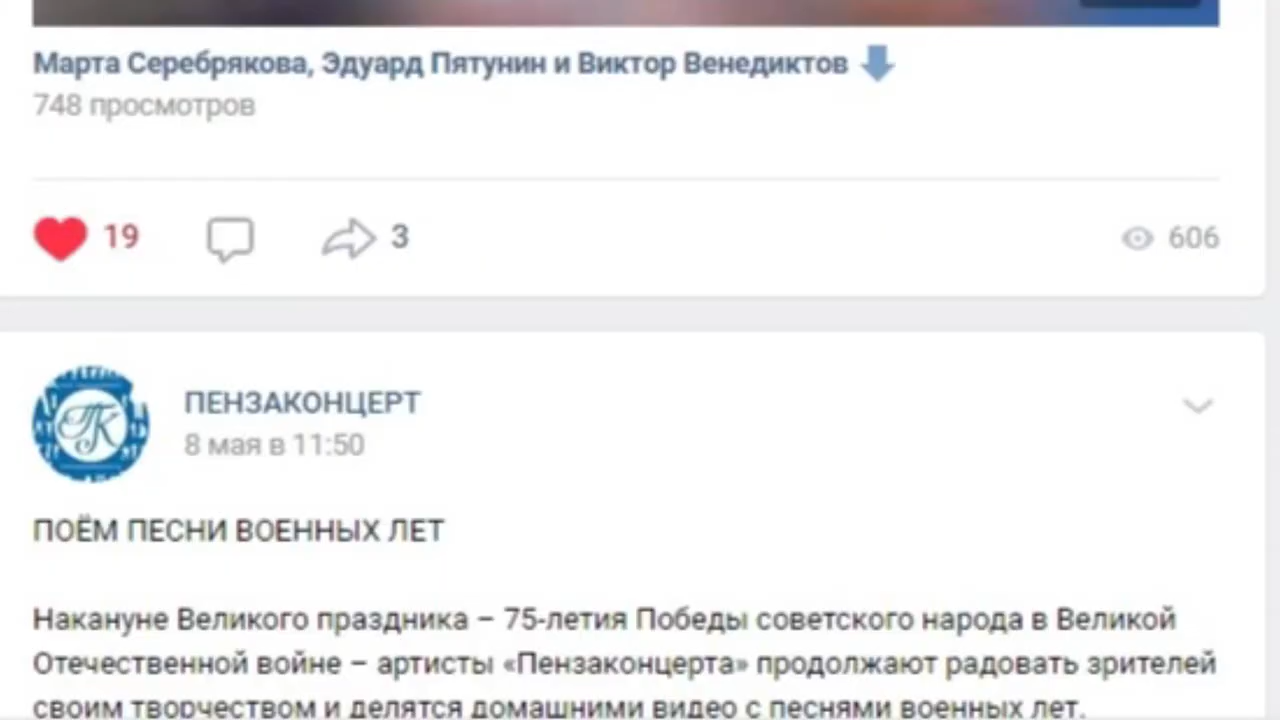 Марта Серебрякова, Эдуард Пятунин и Виктор Венедиктов
748 просмотров
19
3
606
ПК
ПЕНЗАКОНЦЕРТ
8 мая в 11:50
ПОЁМ ПЕСНИ ВОЕННЫХ ЛЕТ
Накануне Великого праздника – 75-летия Победы советского народа в Великой
Отечественной войне – артисты «Пензаконцерта» продолжают радовать зрителей
своим творчеством и делятся домашними видео с песнями военных лет.